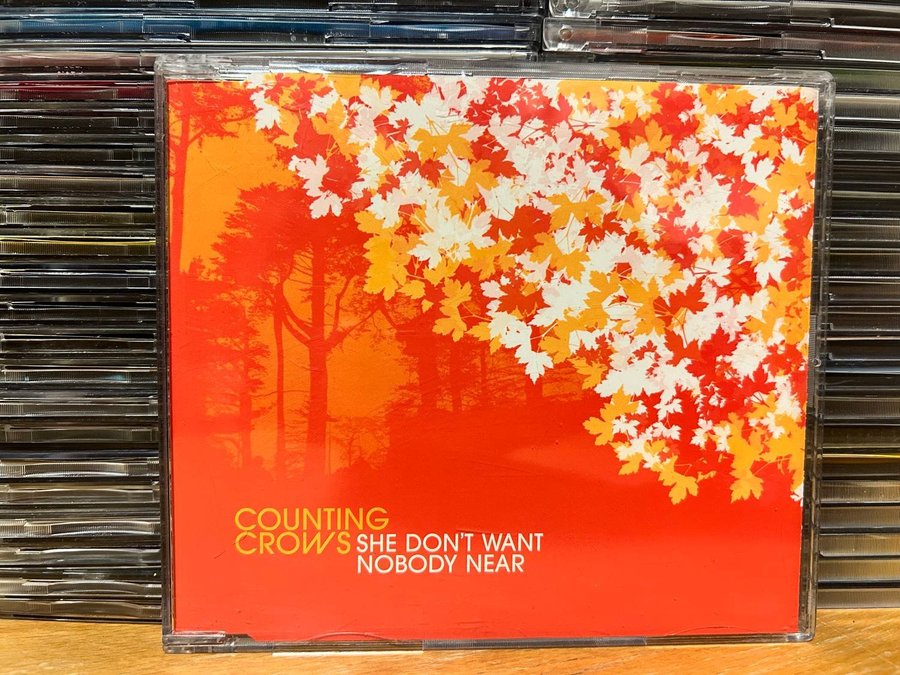 COUNTING
CROWS
SHE DON'T WANT
NOBODY NEAR